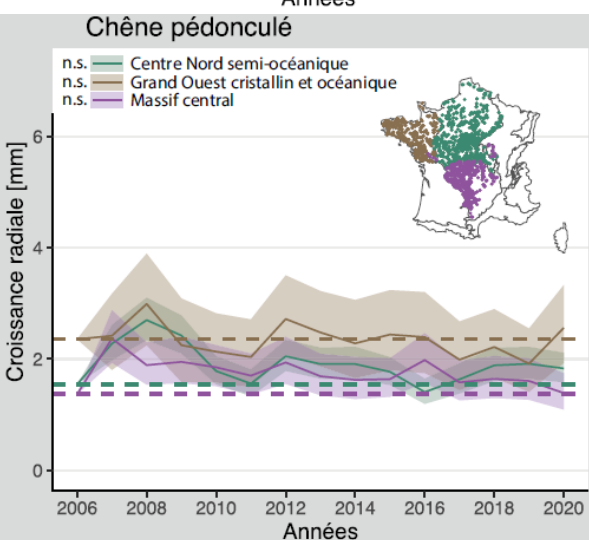 Années
Chêne pédonculé
n.s. Centre Nord semi-océanique
n.s. Grand Ouest cristallin et océanique
n.s. Massif central
Croissance radiale [mm]
6
4
2
0
2006 2008 2010 2012 2014 2016 2018 2020
Années